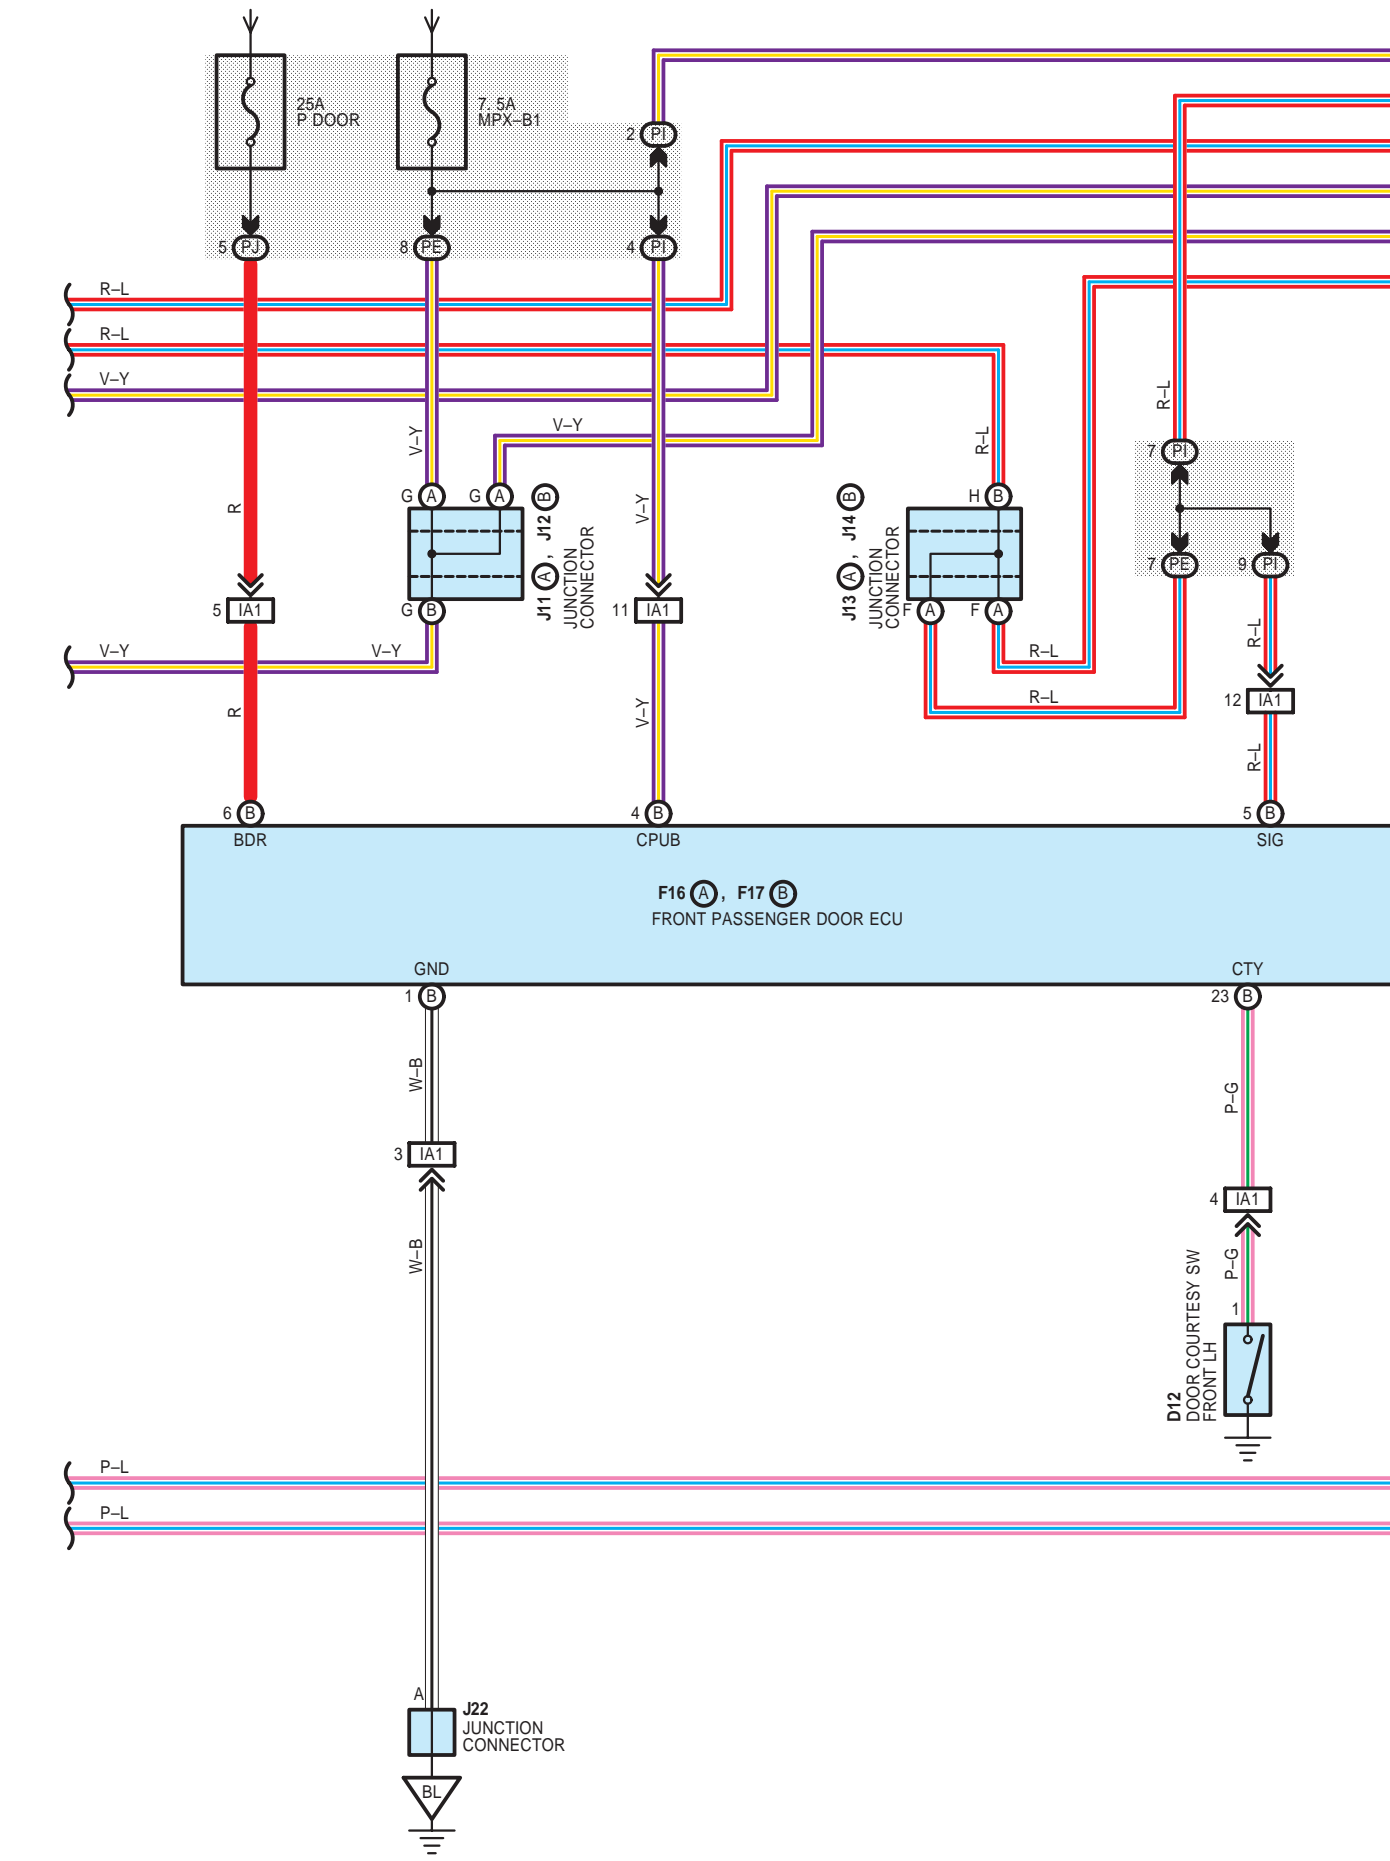 25A
P DOOR
7. 5A
MPX–B1
2 PI
5 PJ
8 PE
4 PI
R–L
R–L
V–Y
V–Y
V–Y
R–L
R–L
7 PI
G A
G A
J11 A , J12 B
JUNCTION
CONNECTOR
R
V–Y
H B
J13 A , J14 B
JUNCTION
CONNECTOR
7 PE
9 PI
5 IA1
G B
11 IA1
F A
F A
R–L
V–Y
V–Y
R–L
R–L
12 IA1
R
V–Y
R–L
6 B
4 B
5 B
BDR
CPUB
SIG
F16 A , F17 B
FRONT PASSENGER DOOR ECU
GND
CTY
1 B
23 B
W–B
P–G
3 IA1
4 IA1
W–B
P–G
1
D12
DOOR COURTESY SW
FRONT LH
P–L
P–L
A
J22
JUNCTION
CONNECTOR
BL